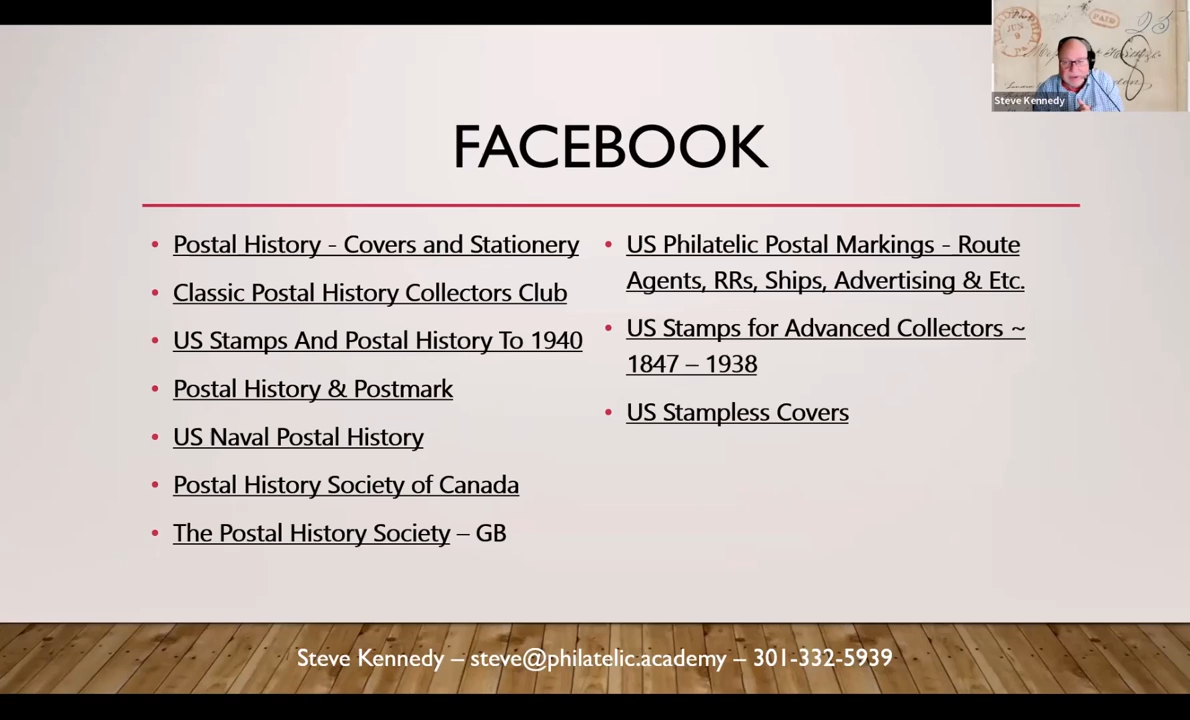 FACEBOOK
Postal History - Covers and Stationery
Classic Postal History Collectors Club
US Stamps And Postal History To 1940
Postal History & Postmark
US Naval Postal History
Postal History Society of Canada
The Postal History Society – GB
US Philatelic Postal Markings - Route
Agents, RRs, Ships, Advertising & Etc.
US Stamps for Advanced Collectors ~
1847 – 1938
US Stampless Covers
Steve Kennedy – steve@philatelic.academy – 301-332-5939
PAID
Steve Kennedy